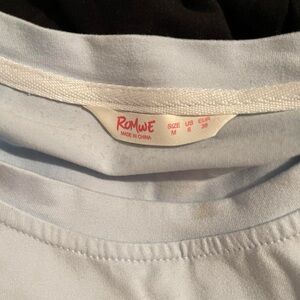 ROMWE
MADE IN CHINA
SIZE US EUR
M 6 38